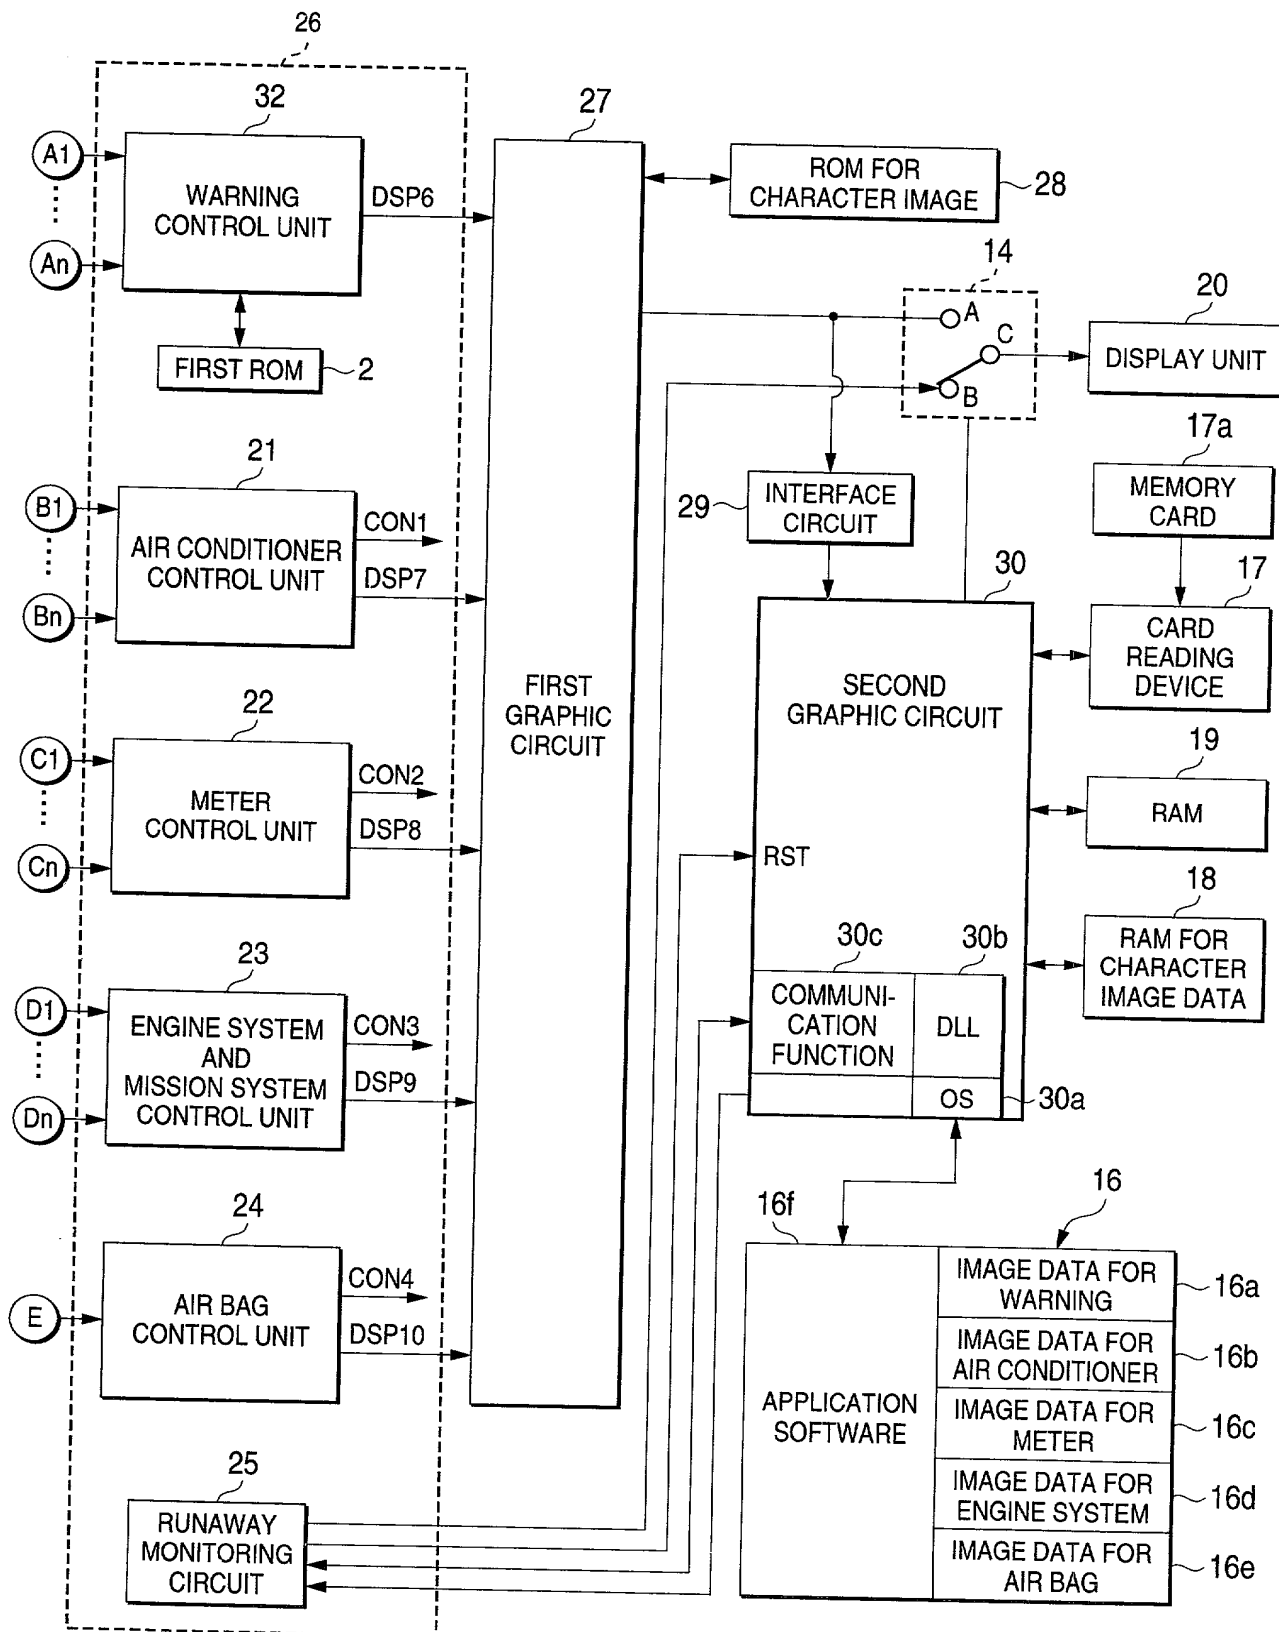 26
32
27
A1
An
WARNING
CONTROL UNIT
DSP6
ROM FOR
CHARACTER IMAGE
28
FIRST ROM
2
14
A
C
B
20
DISPLAY UNIT
17a
MEMORY
CARD
21
B1
Bn
AIR CONDITIONER
CONTROL UNIT
CON1
DSP7
29
INTERFACE
CIRCUIT
30
17
CARD
READING
DEVICE
FIRST
GRAPHIC
CIRCUIT
SECOND
GRAPHIC CIRCUIT
22
C1
Cn
METER
CONTROL UNIT
CON2
DSP8
19
RAM
RST
18
RAM FOR
CHARACTER
IMAGE DATA
30c
30b
COMMUNI-
CATION
FUNCTION
DLL
OS
30a
23
D1
Dn
ENGINE SYSTEM
AND
MISSION SYSTEM
CONTROL UNIT
CON3
DSP9
24
E
AIR BAG
CONTROL UNIT
CON4
DSP10
16f
16
APPLICATION
SOFTWARE
IMAGE DATA FOR
WARNING
16a
IMAGE DATA FOR
AIR CONDITIONER
16b
IMAGE DATA FOR
METER
16c
IMAGE DATA FOR
ENGINE SYSTEM
16d
IMAGE DATA FOR
AIR BAG
16e
25
RUNAWAY
MONITORING
CIRCUIT